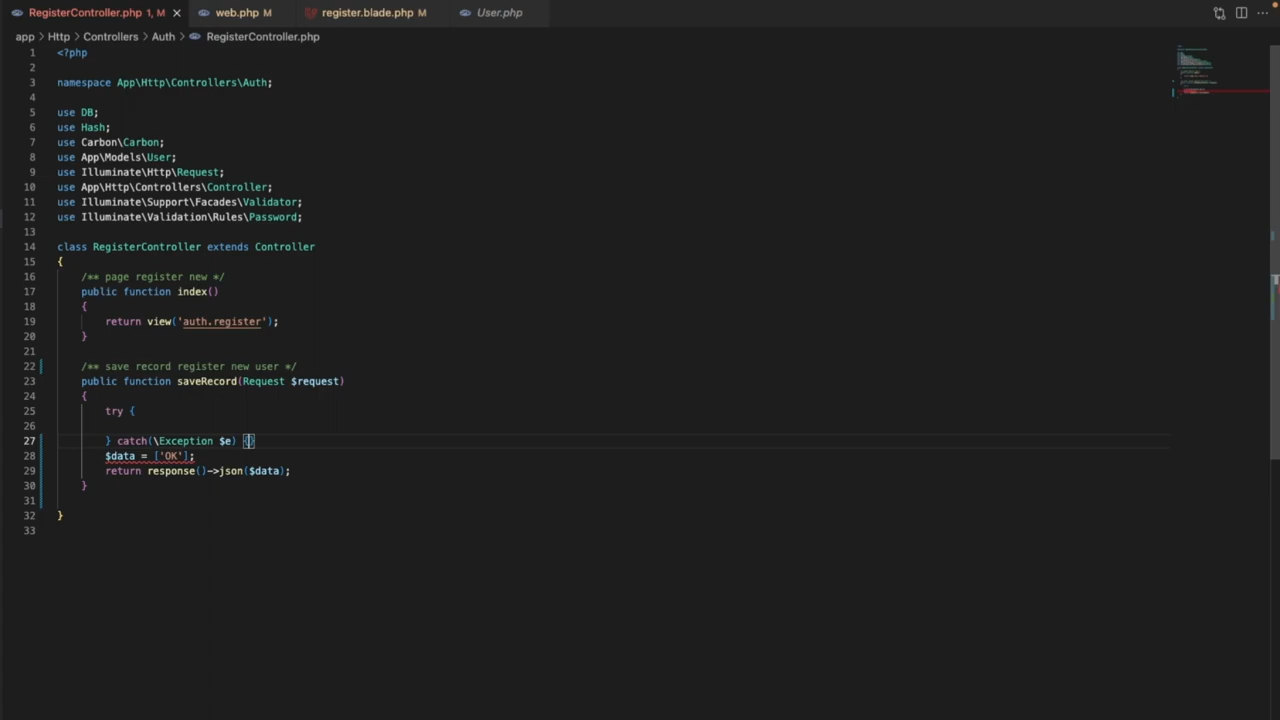 RegisterController.php 1, M web.php M register.blade.php M User.php
app > Http > Controllers > Auth > RegisterController.php
1 <?php
2
3 namespace App\Http\Controllers\Auth;
4
5 use DB;
6 use Hash;
7 use Carbon\Carbon;
8 use App\Models\User;
9 use Illuminate\Http\Request;
10 use App\Http\Controllers\Controller;
11 use Illuminate\Support\Facades\Validator;
12 use Illuminate\Validation\Rules\Password;
13
14 class RegisterController extends Controller
15 {
16 /** page register new */
17 public function index()
18 {
19 return view('auth.register');
20 }
21
22 /** save record register new user */
23 public function saveRecord(Request $request)
24 {
25 try {
26
27 } catch(\Exception $e) {}
28 $data = ['OK'];
29 return response()->json($data);
30 }
31
32 }
33